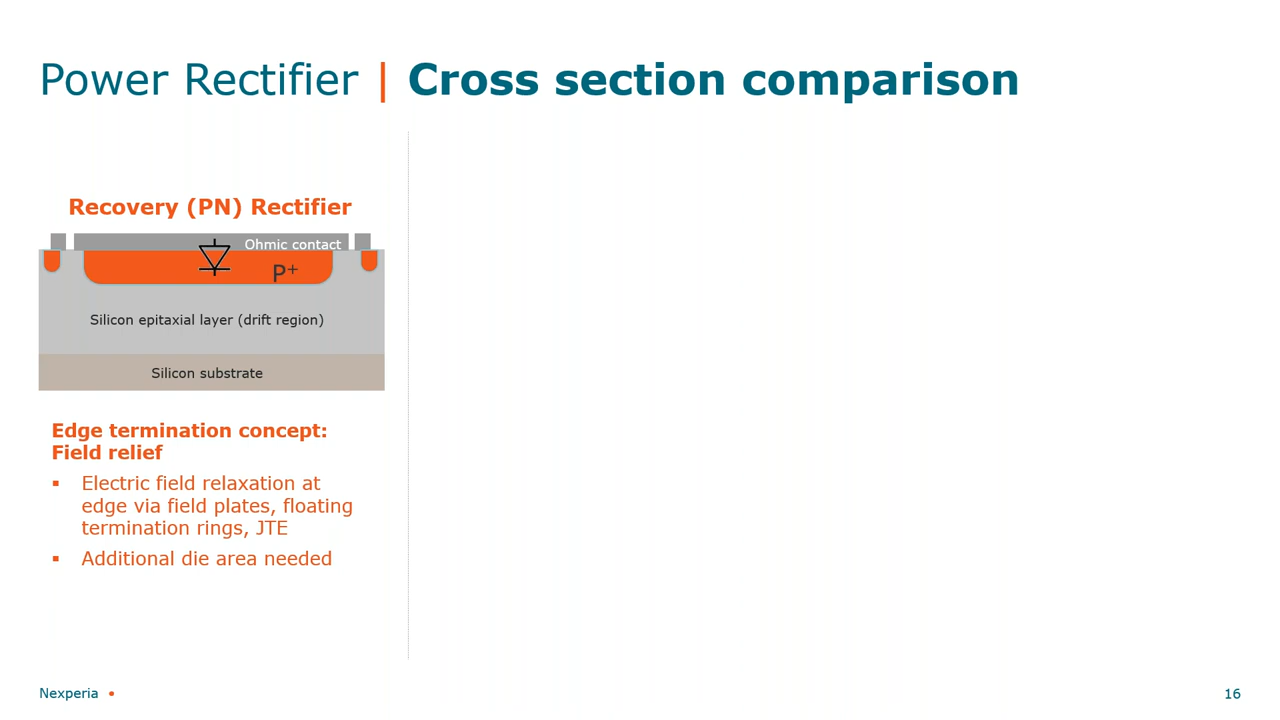 Power Rectifier | Cross section comparison
Recovery (PN) Rectifier
Ohmic contact
P+
Silicon epitaxial layer (drift region)
Silicon substrate
Edge termination concept:
Field relief
▪ Electric field relaxation at
edge via field plates, floating
termination rings, JTE
▪ Additional die area needed
Nexperia •
16